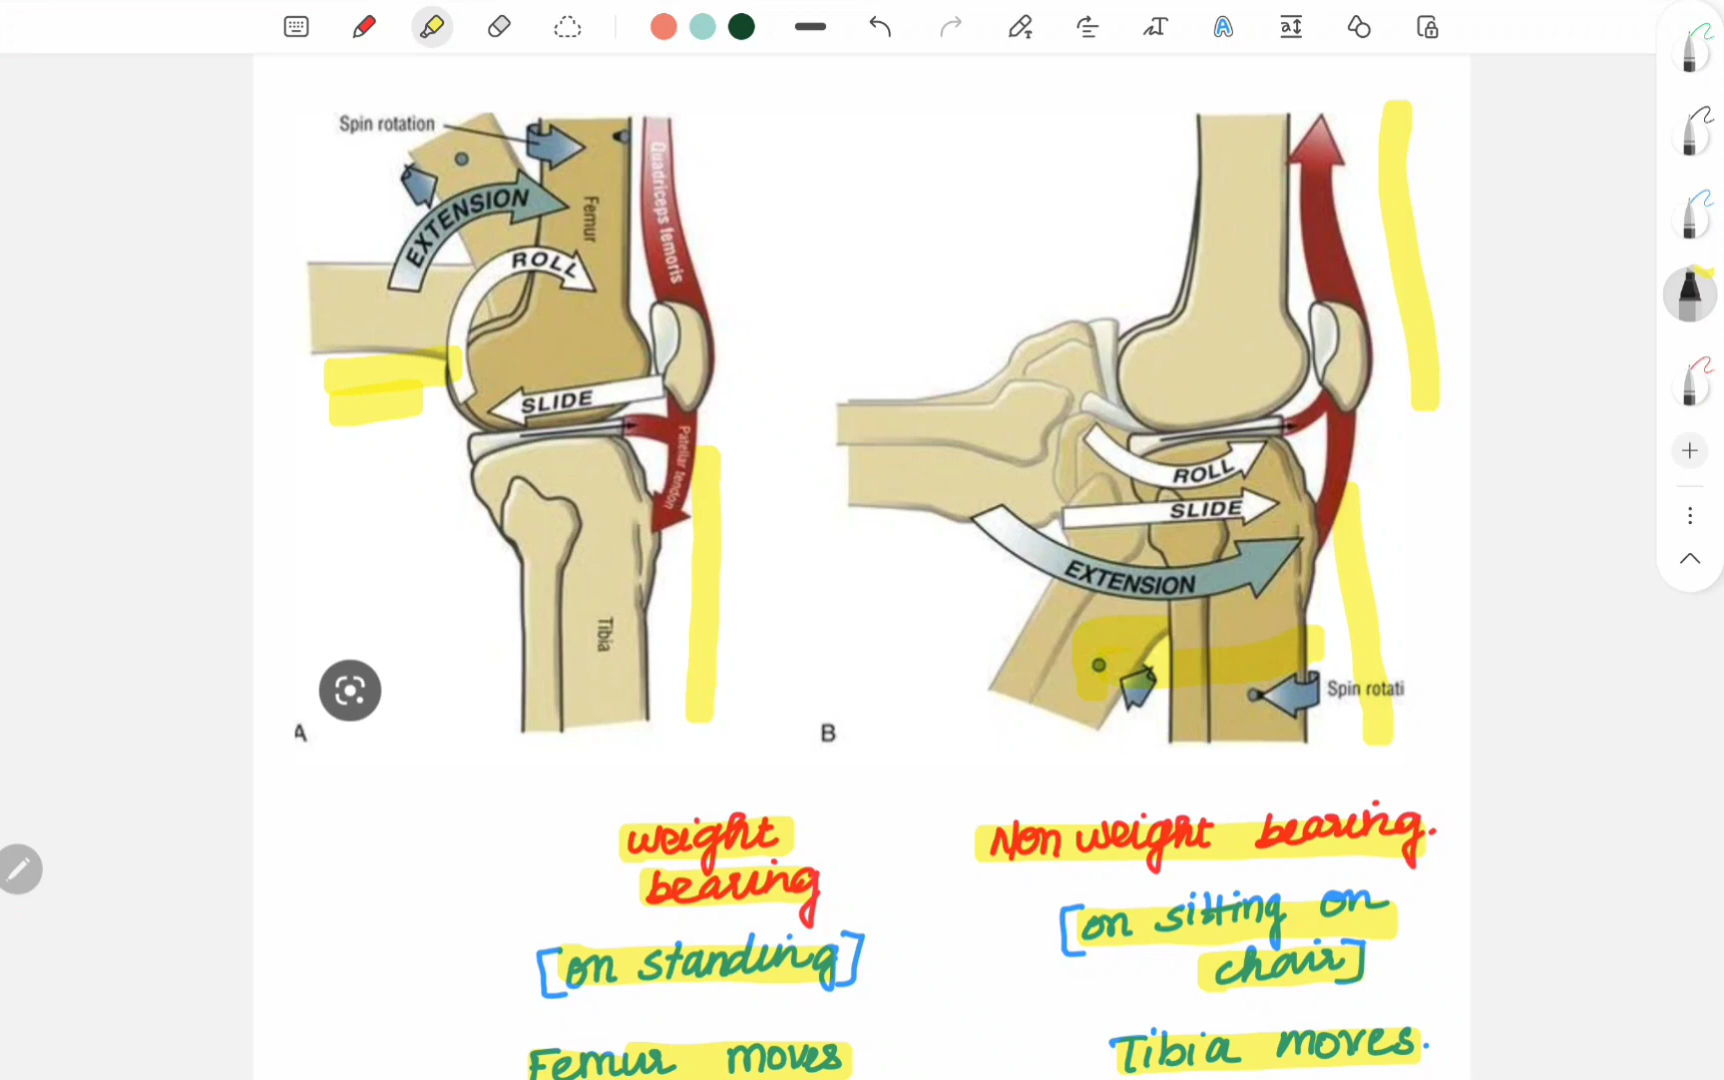 Spin rotation
EXTENSION
ROLL
Femur
Quadriceps femoris
SLIDE
Patellar tendon
Tibia
A
ROLL
SLIDE
EXTENSION
Spin rotati
B
weight
bearing
[on standing]
Femur moves
Non weight bearing.
[on sitting on
chair]
Tibia moves.